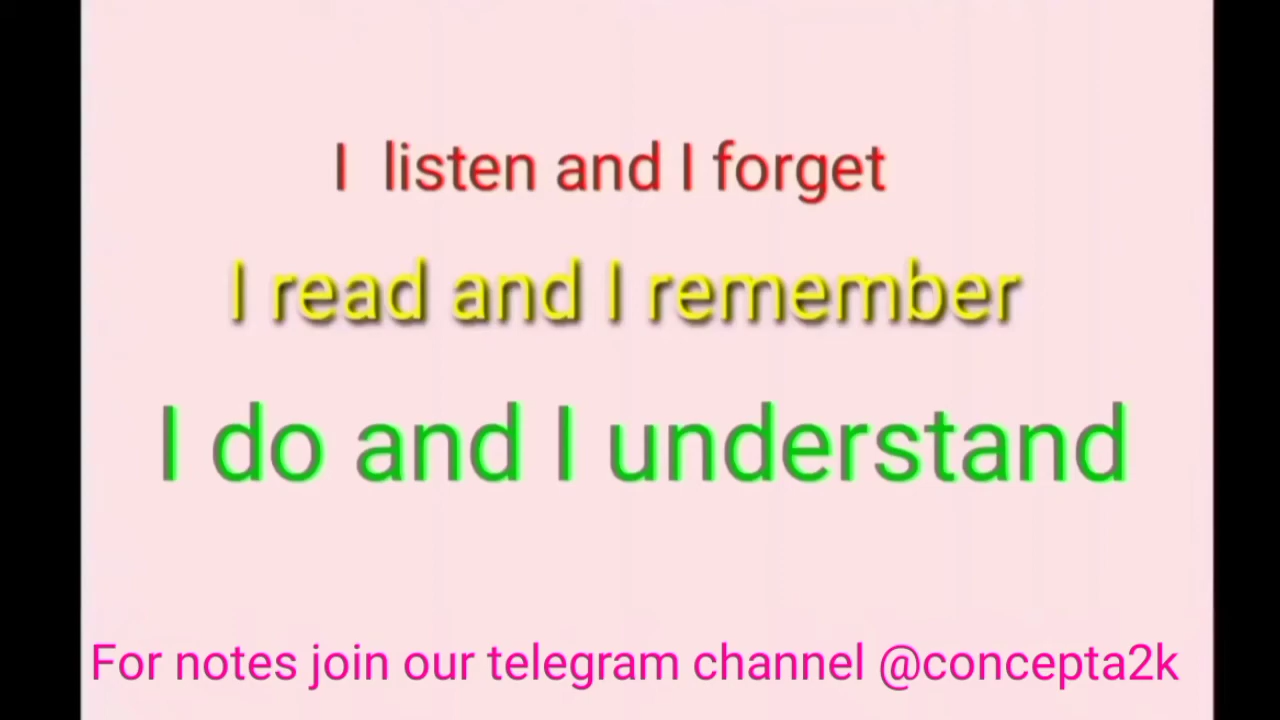 I listen and I forget
I read and I remember
I do and I understand
For notes join our telegram channel @concepta2k